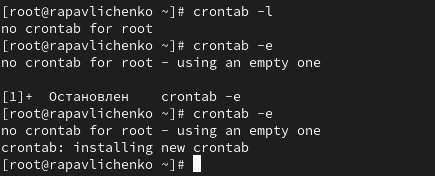 [root@rapavlichenko ~]# crontab -l
no crontab for root
[root@rapavlichenko ~]# crontab -e
no crontab for root - using an empty one
[1]+  Остановлен    crontab -e
[root@rapavlichenko ~]# crontab -e
no crontab for root - using an empty one
crontab: installing new crontab
[root@rapavlichenko ~]#